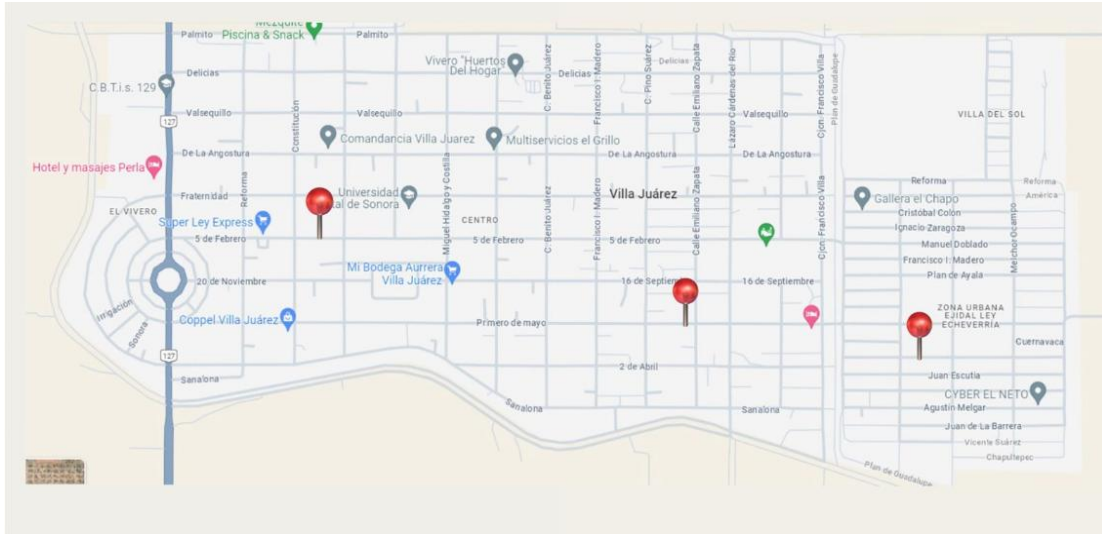 Mezquite
Piscina & Snack
Palmito
Palmito
Delicias
C.B.T.i.s. 129
127
Valsequillo
Constitución
Valsequillo
Vivero "Huertos
Del Hogar
C. Benito Juárez
Delicias
Francisco I. Madero
C. Pino Suárez
Delicias
Calle Emiliano Zapata
Lázaro Cárdenas del Río
Valsequillo
Cjon. Francisco Villa
Plan de Guadalupe
VILLA DEL SOL
Comandancia Villa Juarez
Multiservicios el Grillo
De La Angostura
De La Angostura
De La Angostura
Hotel y masajes Perla
Reforma
Miguel Hidalgo y Costilla
Fraternidad
Universidad
tal de Sonora
Villa Juárez
EL VIVERO
Super Ley Express
CENTRO
C. Benito Juárez
Francisco I. Madero
Calle Emiliano Zapata
Cjon. Francisco Villa
5 de Febrero
5 de Febrero
5 de Febrero
Reforma
Reforma
América
Gallera el Chapo
Cristobal Colon
Ignacio Zaragoza
Manuel Doblado
Francisco I. Madero
Plan de Ayala
Melchor Ocampo
Mi Bodega Aurrera
Villa Juárez
20 de Noviembre
16 de Septiem
16 de Septiembre
Irrigación
Sonora
Coppel Villa Juárez
Primero de mayo
ZONA URBANA
EJIDAL LEY
ECHEVERRÍA
Cuernavaca
127
2 de Abril
Sanalona
Sanalona
Sanalona
Juan Escutia
CYBER EL NETO
Agustín Melgar
Juan de La Barrera
Vicente Suárez
Chapultepec
Plan de Guadalupe